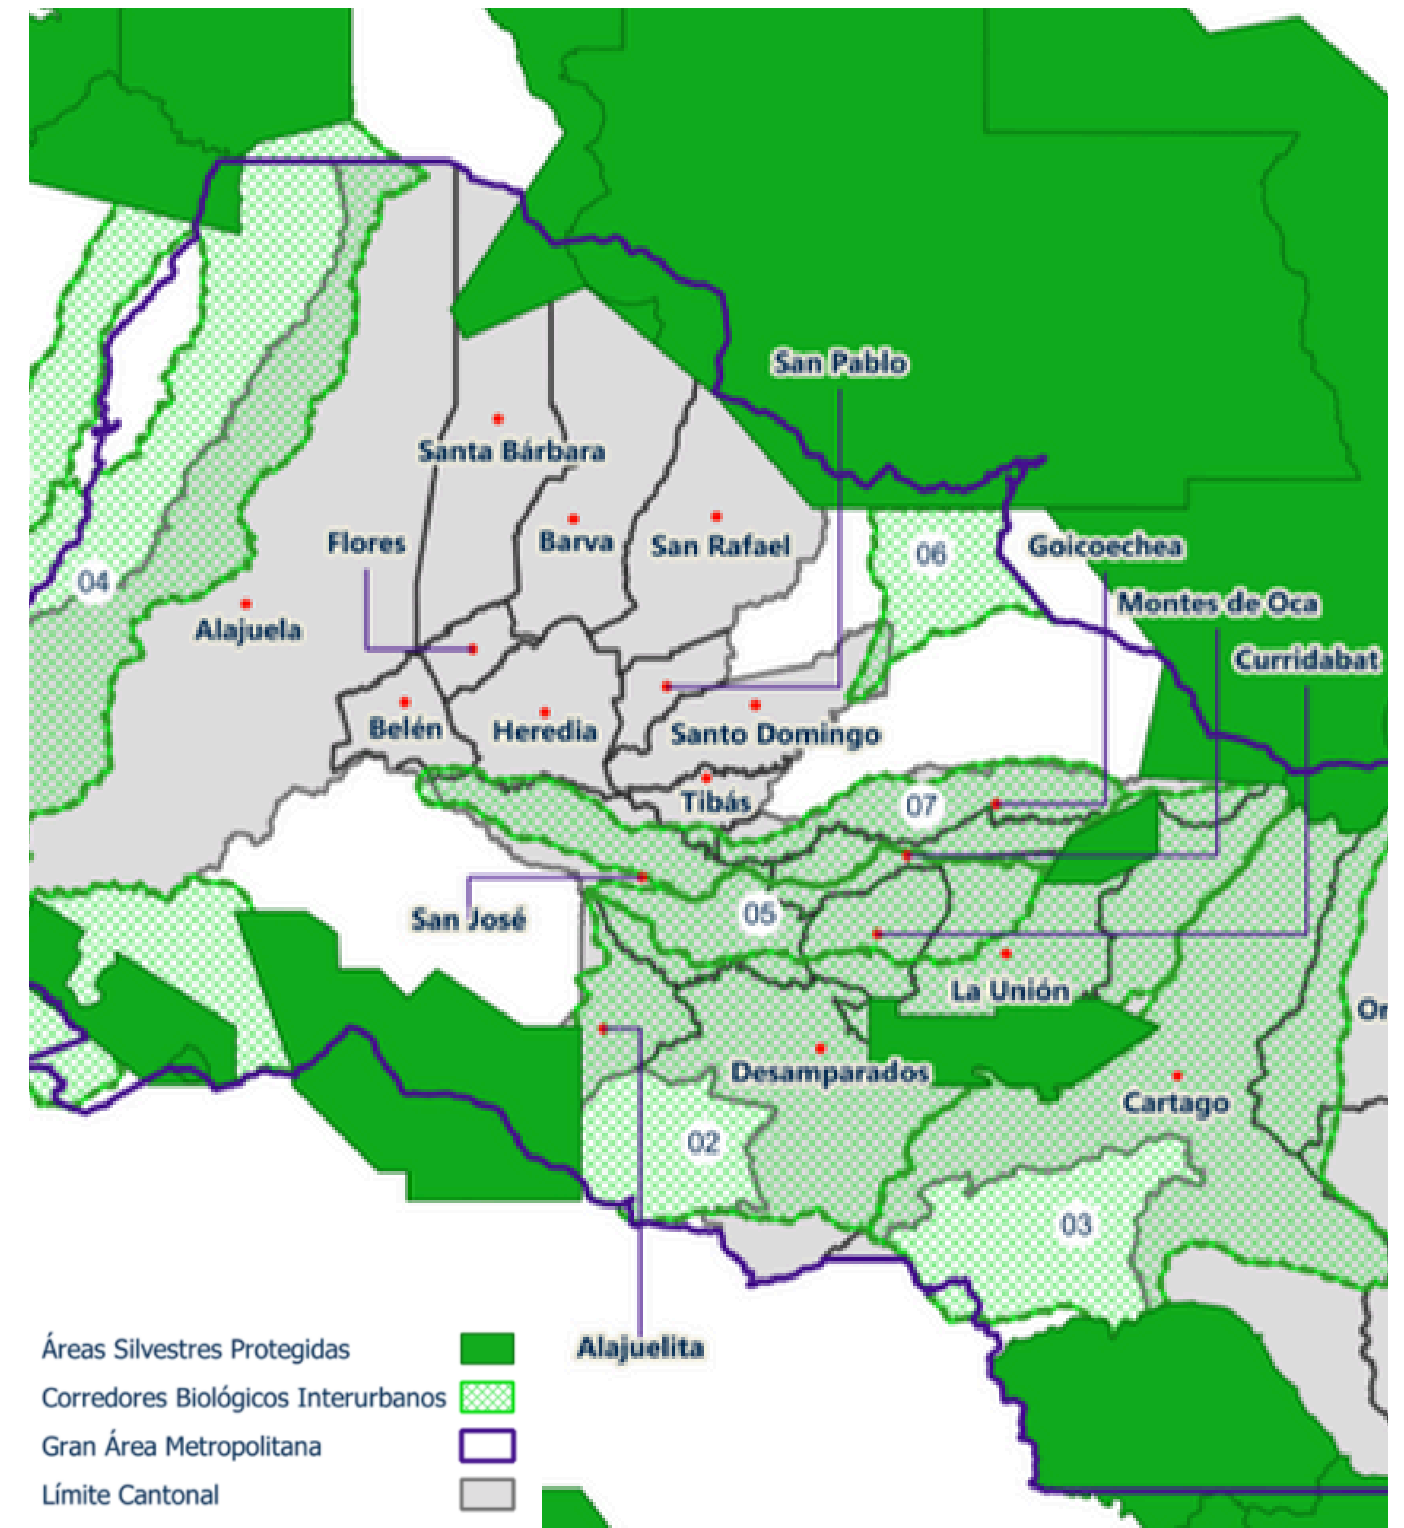 San Pablo
Santa Bárbara
Flores
Barva
San Rafael
06
Goicoechea
04
Montes de Oca
Alajuela
Curridabat
Belén
Heredia
Santo Domingo
Tibás
07
San José
05
La Unión
Or
Desamparados
Cartago
02
03
Alajuelita
Áreas Silvestres Protegidas
Corredores Biológicos Interurbanos
Gran Área Metropolitana
Límite Cantonal